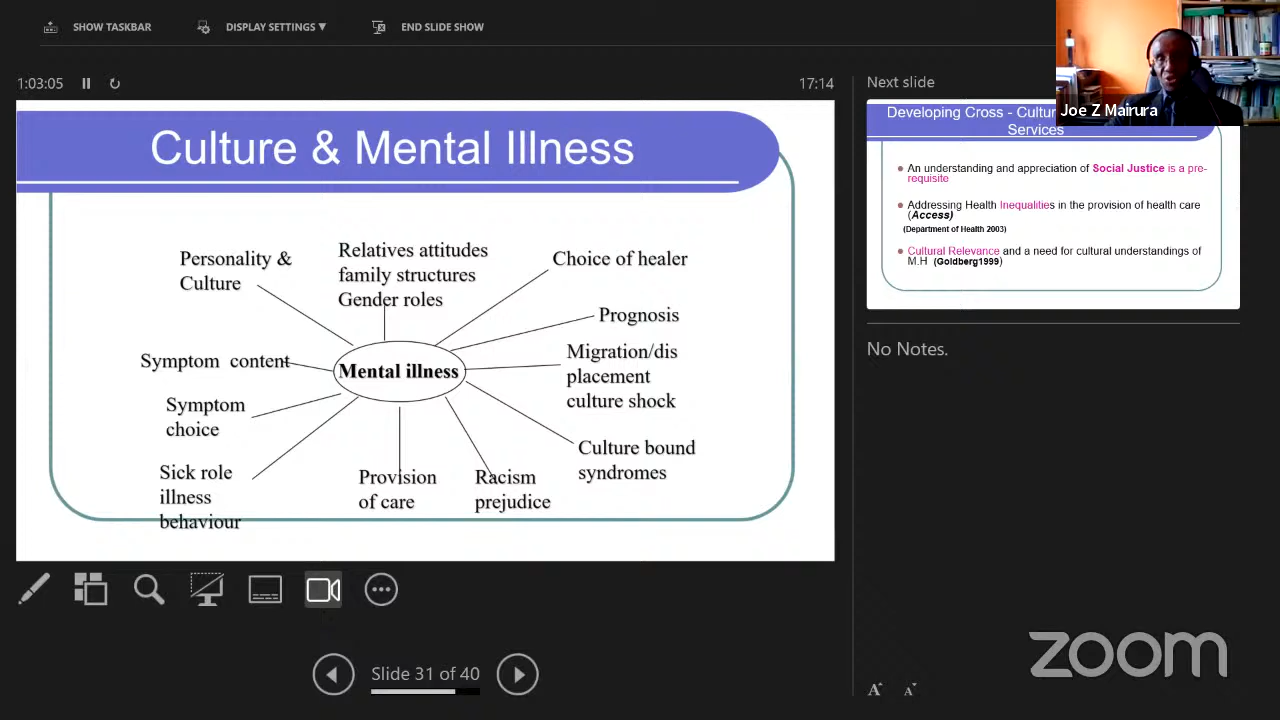 SHOW TASKBAR
DISPLAY SETTINGS ▼
END SLIDE SHOW
1:03:05
17:14
Culture & Mental Illness
Personality &
Culture
Relatives attitudes
family structures
Gender roles
Choice of healer
Prognosis
Symptom content
Mental illness
Migration/dis
placement
culture shock
Symptom
choice
Culture bound
syndromes
Sick role
illness
behaviour
Provision
of care
Racism
prejudice
Slide 31 of 40
Next slide
Joe Z Mairura
Developing Cross - Cultu
Services
An understanding and appreciation of Social Justice is a pre-
requisite
Addressing Health Inequalities in the provision of health care
(Access)
(Department of Health 2003)
Cultural Relevance and a need for cultural understandings of
M.H (Goldberg1999)
No Notes.
zoom
A A